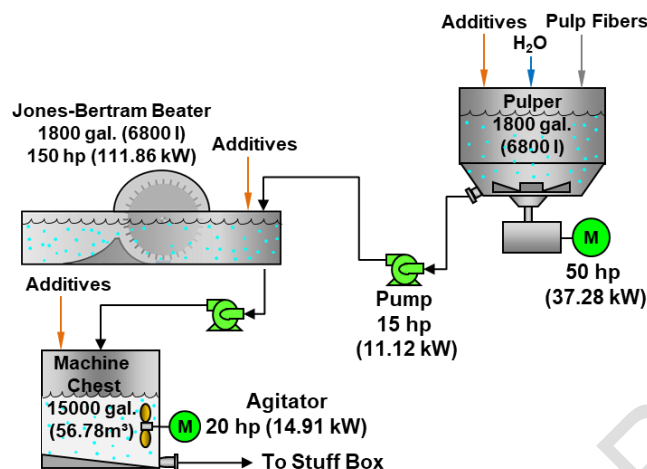 Additives
Pulp Fibers
H₂O
Pulper
1800 gal.
(6800 l)
M
50 hp
(37.28 kW)
Jones-Bertram Beater
1800 gal. (6800 l)
150 hp (111.86 kW)
Additives
Pump
15 hp
(11.12 kW)
Additives
Machine
Chest
15000 gal.
(56.78m³)
M
Agitator
20 hp (14.91 kW)
To Stuff Box